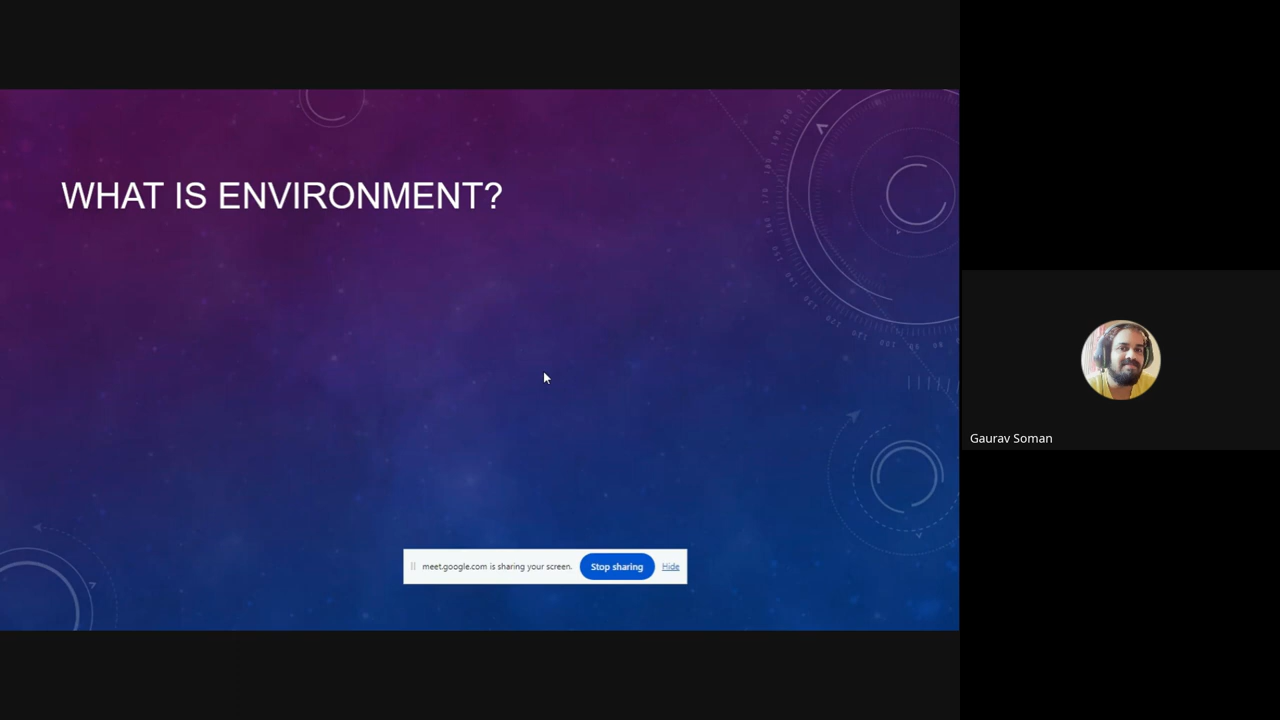 WHAT IS ENVIRONMENT?
meet.google.com is sharing your screen. Stop sharing Hide
Gaurav Soman